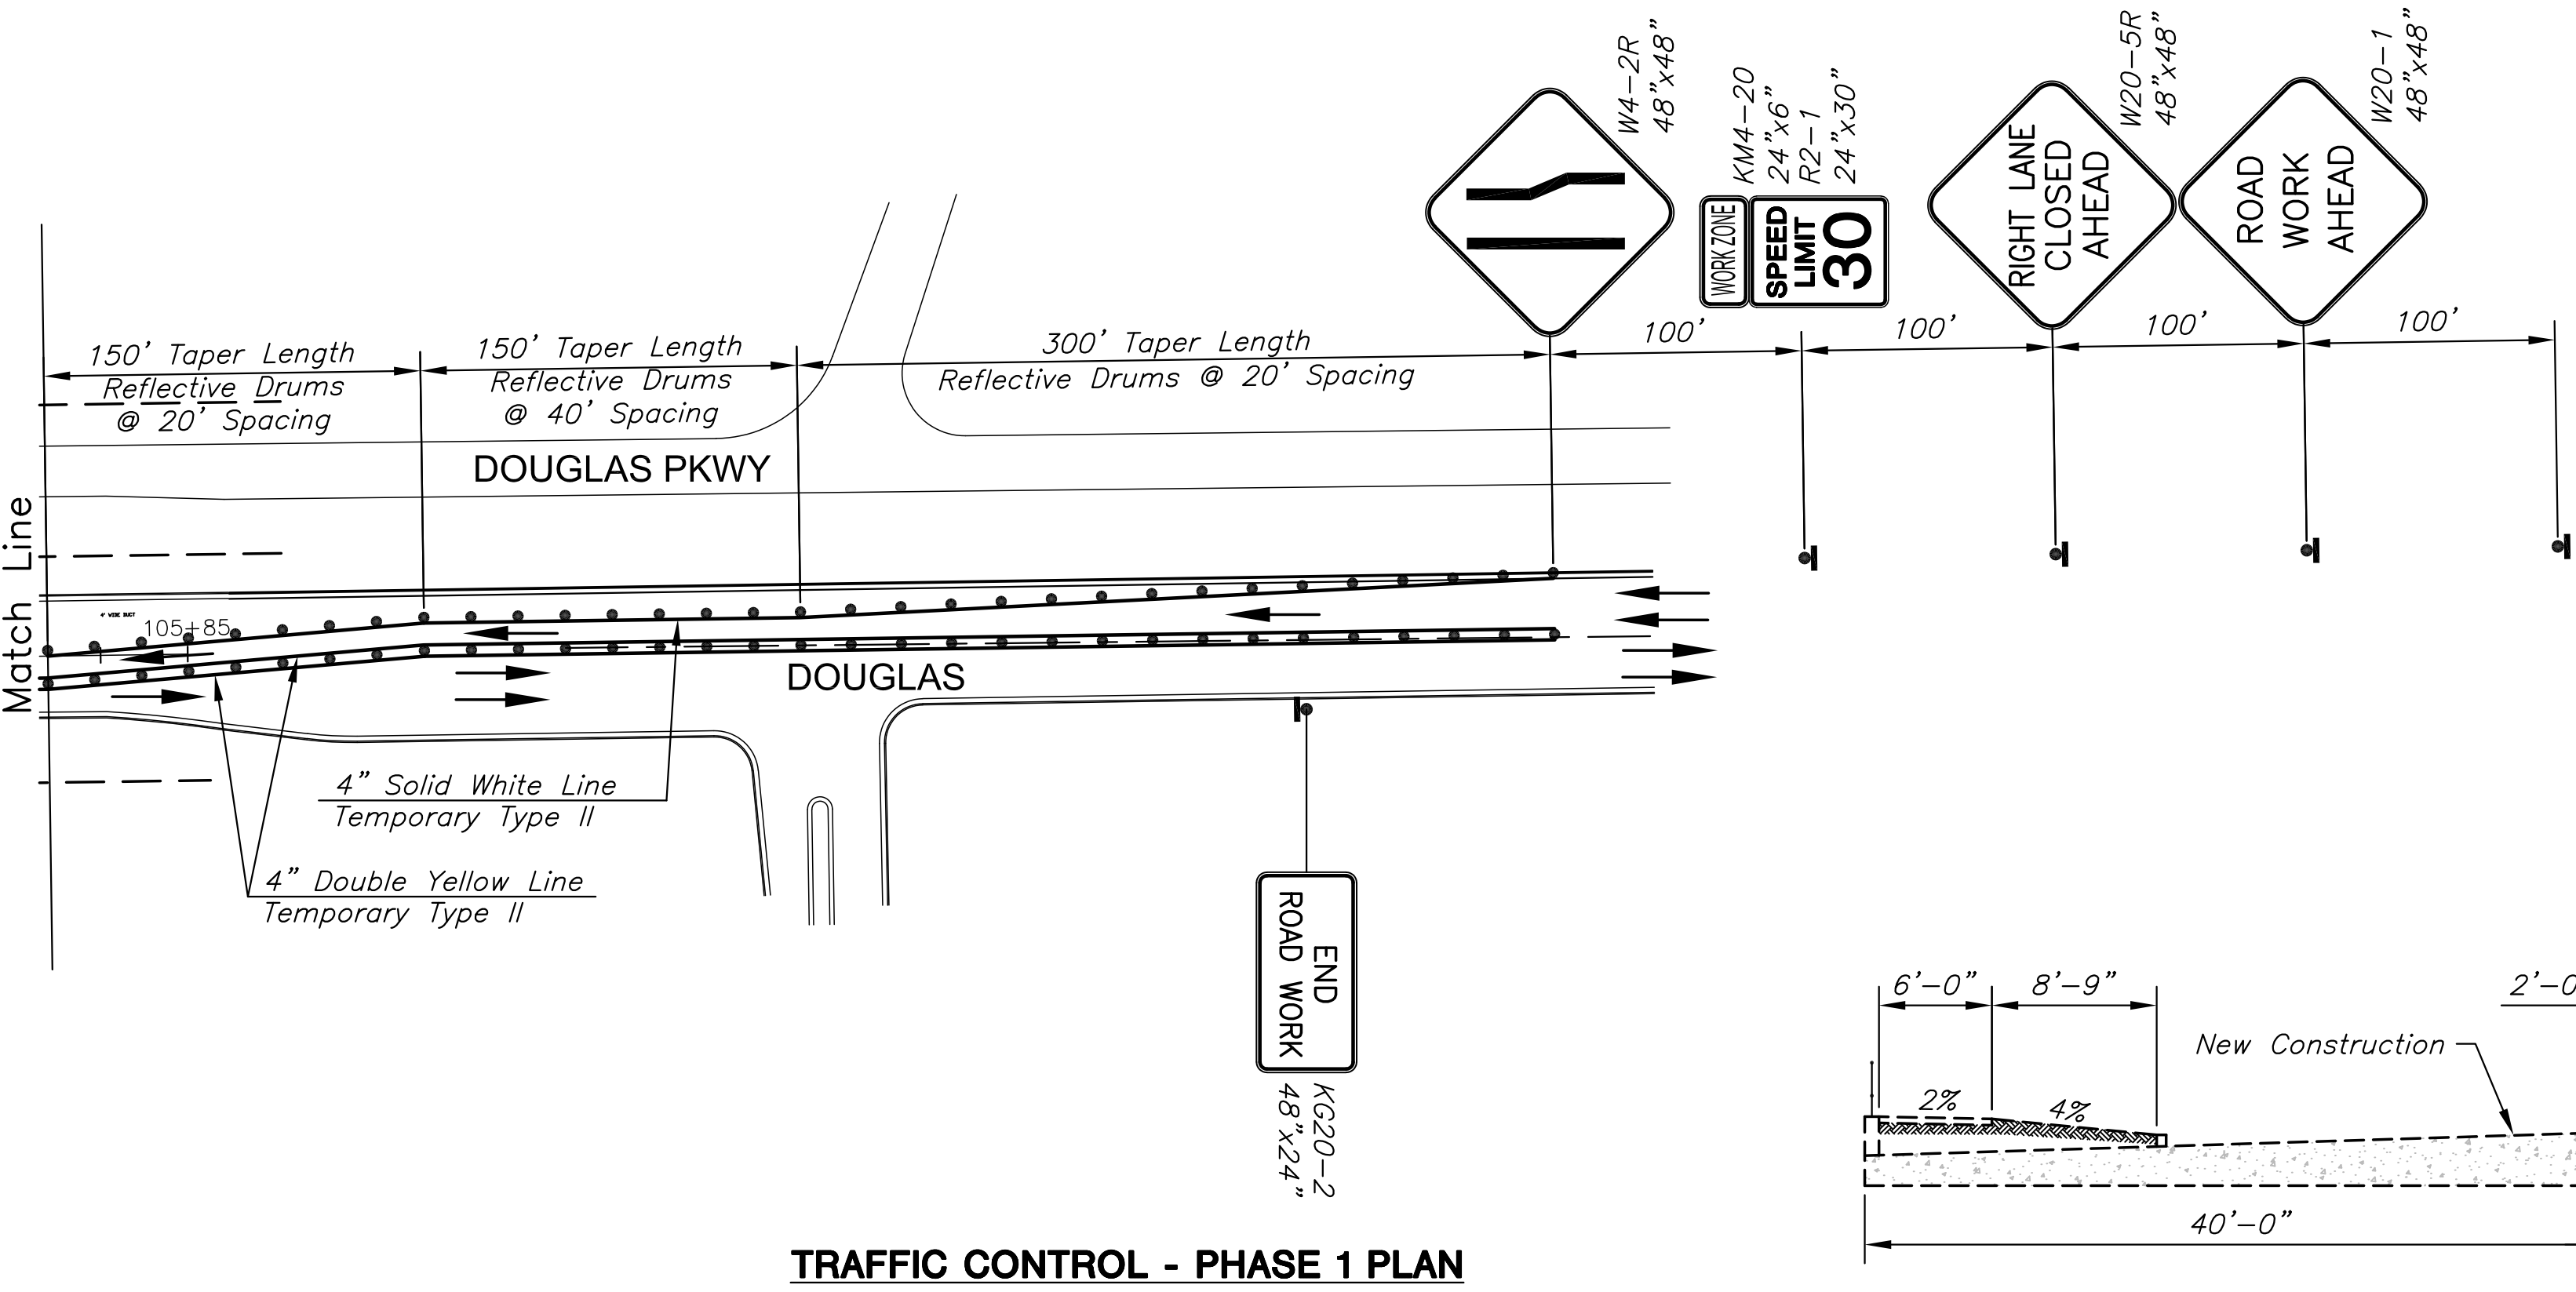 W4-2R
48"x48"
KM4-20
24"x6"
R2-1
24"x30"
W20-5R
48"x48"
W20-1
48"x48"
WORK ZONE
SPEED
LIMIT
30
RIGHT LANE
CLOSED
AHEAD
ROAD
WORK
AHEAD
150' Taper Length
Reflective Drums
@ 20' Spacing
150' Taper Length
Reflective Drums
@ 40' Spacing
300' Taper Length
Reflective Drums @ 20' Spacing
100'
100'
100'
100'
DOUGLAS PKWY
Match Line
4" WIDE DUCT
105+85
DOUGLAS
4" Solid White Line
Temporary Type II
4" Double Yellow Line
Temporary Type II
END
ROAD WORK
KG20-2
48"x24"
6'-0"
8'-9"
2'-0
New Construction
2%
4%
40'-0"
TRAFFIC CONTROL - PHASE 1 PLAN